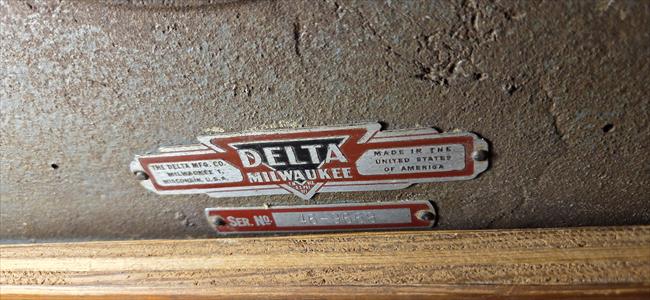 THE DELTA MFG. CO.
MILWAUKEE 1,
WISCONSIN, U.S.A.
DELTA
MILWAUKEE
MADE IN THE
UNITED STATES
OF AMERICA
SER. NO.